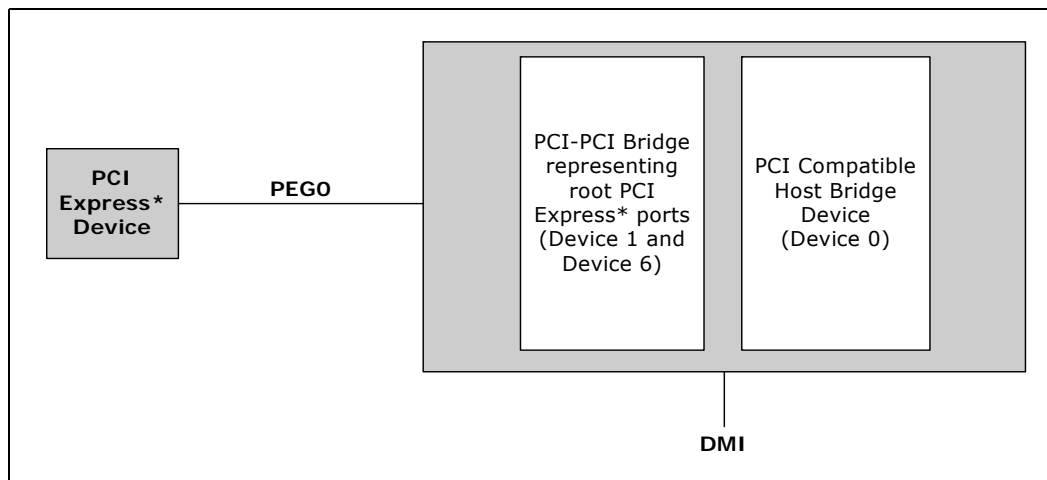 PCI
Express*
Device
PEG0
PCI-PCI Bridge
representing
root PCI
Express* ports
(Device 1 and
Device 6)
PCI Compatible
Host Bridge
Device
(Device 0)
DMI